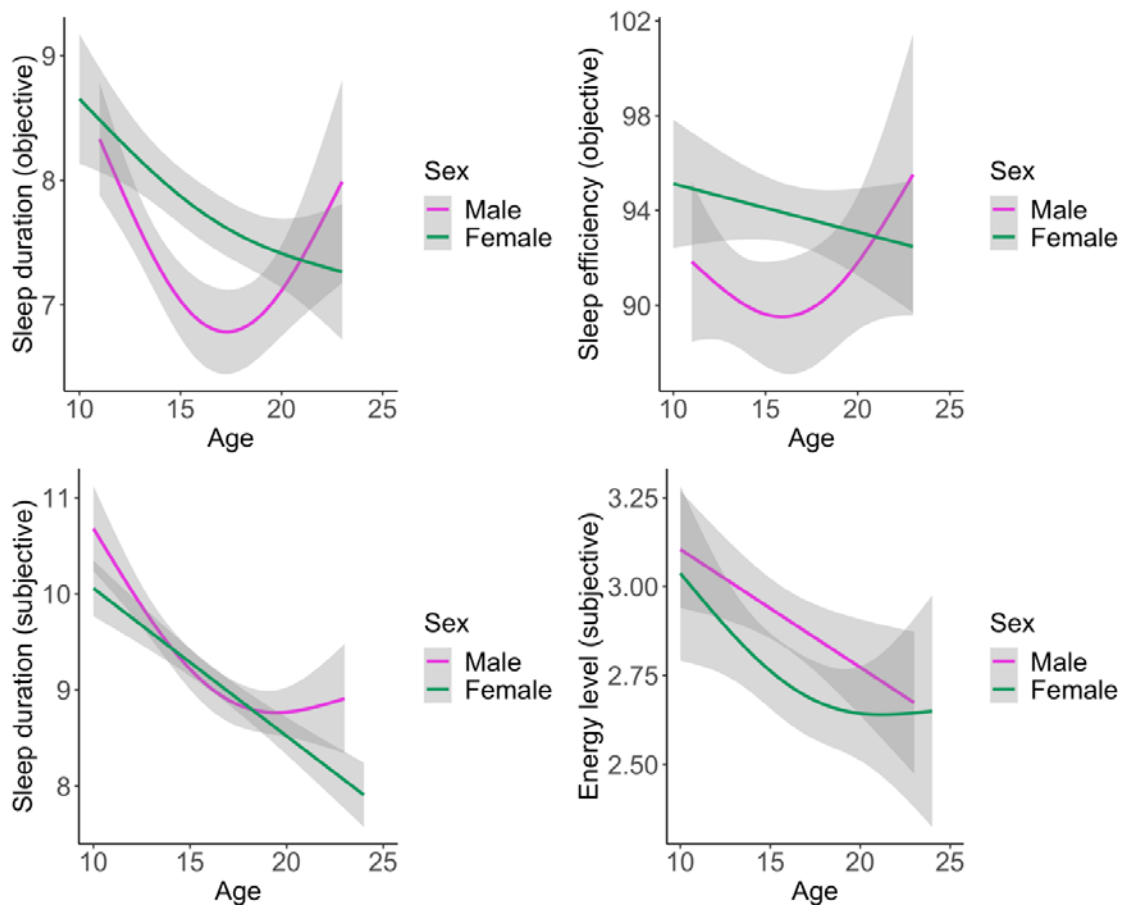 Sleep duration (objective)
9
8
7
10
15
20
25
Age
Sex
Male
Female
Sleep efficiency (objective)
102
98
94
90
10
15
20
25
Age
Sex
Male
Female
Sleep duration (subjective)
11
10
9
8
10
15
20
25
Age
Sex
Male
Female
Energy level (subjective)
3.25
3.00
2.75
2.50
10
15
20
25
Age
Sex
Male
Female